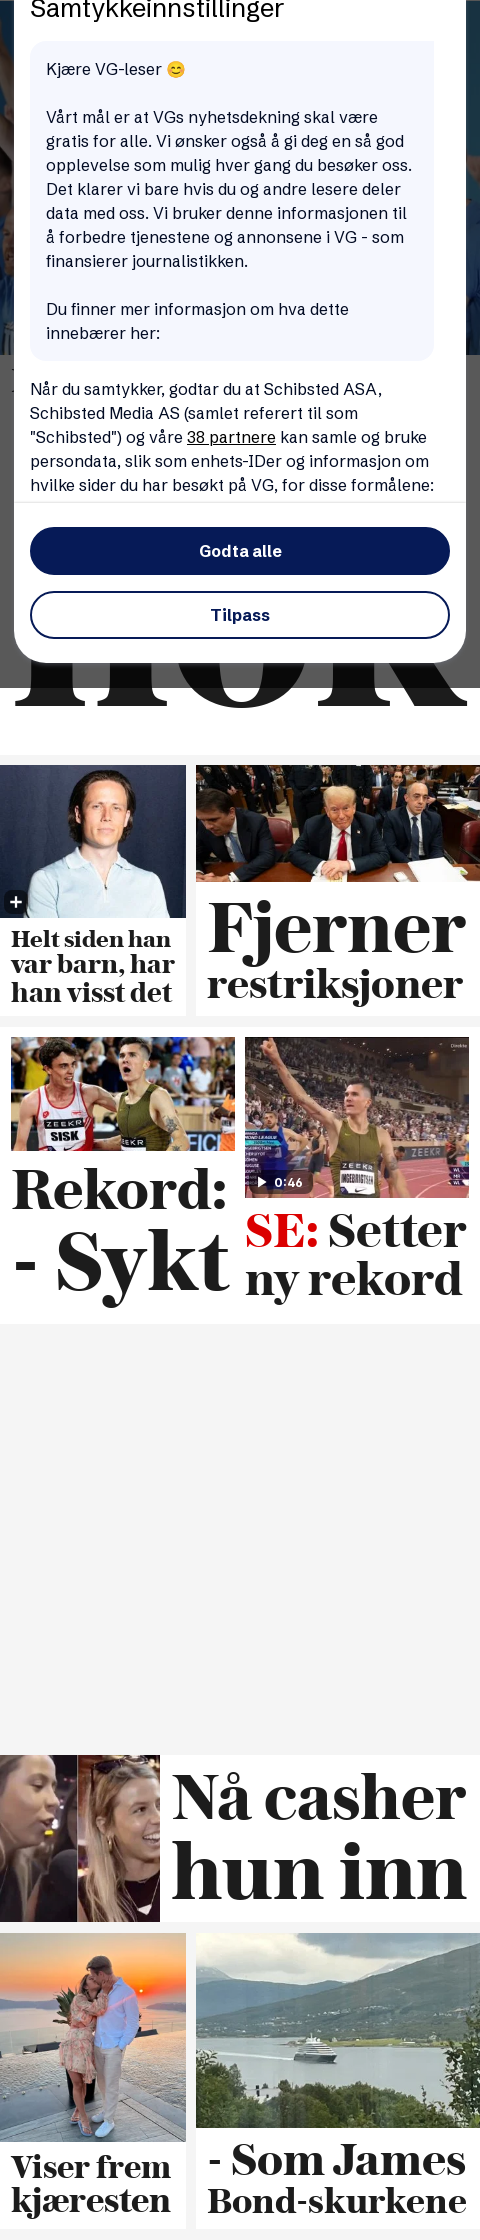 Samtykkeinnstillinger
Kjære VG-leser 😊
Vårt mål er at VGs nyhetsdekning skal være
gratis for alle. Vi ønsker også å gi deg en så god
opplevelse som mulig hver gang du besøker oss.
Det klarer vi bare hvis du og andre lesere deler
data med oss. Vi bruker denne informasjonen til
å forbedre tjenestene og annonsene i VG - som
finansierer journalistikken.
Du finner mer informasjon om hva dette
innebærer her:
Når du samtykker, godtar du at Schibsted ASA,
Schibsted Media AS (samlet referert til som
"Schibsted") og våre 38 partnere kan samle og bruke
persondata, slik som enhets-IDer og informasjon om
hvilke sider du har besøkt på VG, for disse formålene:
Godta alle
Tilpass
Helt siden han
var barn, har
han visst det
Fjerner
restriksjoner
ZEEKR
SISK
ZEEKR
Rekord:
- Sykt
Direkte
ZEEKR
INGEBRIGTSEN
0:46
SE: Setter
ny rekord
Nå casher
hun inn
Viser frem
kjæresten
- Som James
Bond-skurkene